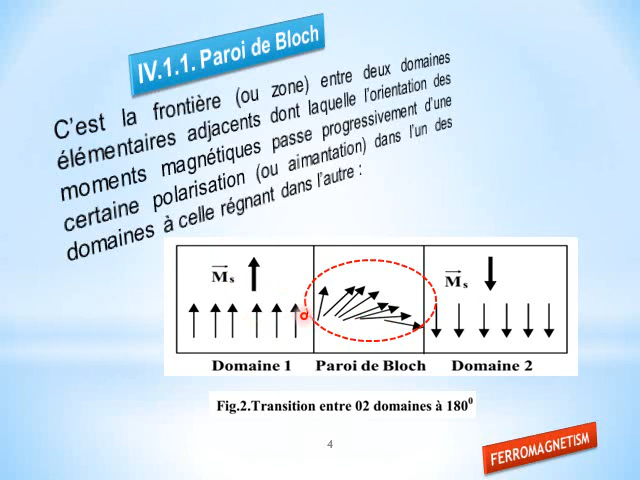 IV.1.1. Paroi de Bloch
C'est la frontière (ou zone) entre deux domaines
élémentaires adjacents dont laquelle l'orientation des
moments magnétiques passe progressivement d'une
certaine polarisation (ou aimantation) dans l'un des
domaines à celle régnant dans l'autre :
Ms Ms
Domaine 1 Paroi de Bloch Domaine 2
Fig.2.Transition entre 02 domaines à 180⁰
4
FERROMAGNETISM